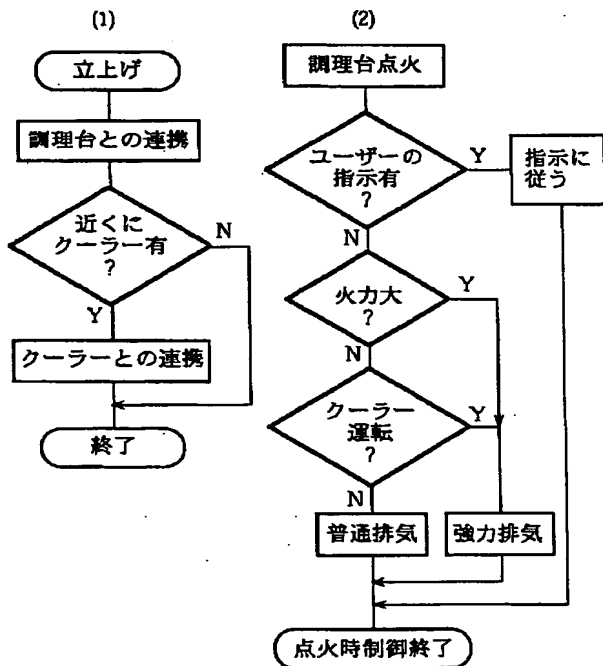 (1)
立上げ
調理台との連携
近くに
クーラー有
?
N
Y
クーラーとの連携
終了
(2)
調理台点火
ユーザーの
指示有
?
Y
指示に
従う
N
火力大
?
Y
N
クーラー
運転
?
Y
N
普通排気
強力排気
点火時制御終了